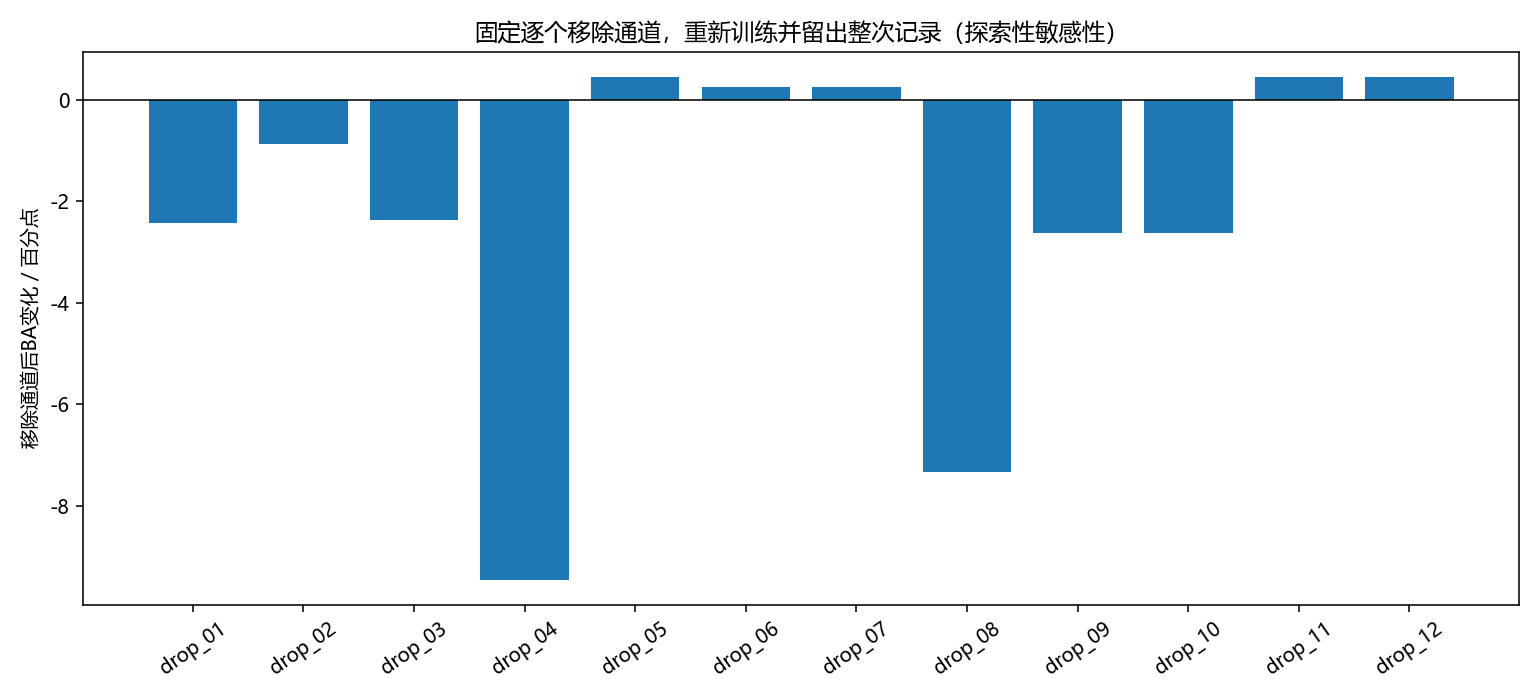 固定逐个移除通道，重新训练并留出整次记录（探索性敏感性）
移除通道后BA变化 / 百分点
0
-2
-4
-6
-8
drop_01
drop_02
drop_03
drop_04
drop_05
drop_06
drop_07
drop_08
drop_09
drop_10
drop_11
drop_12